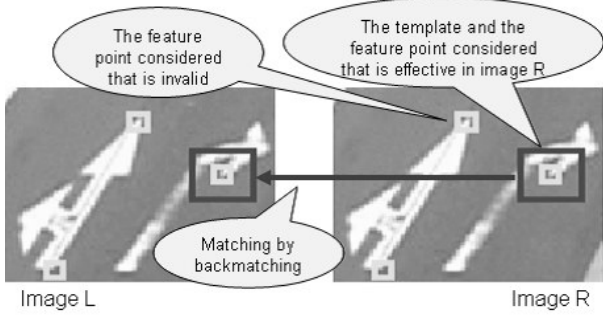 The feature
point considered
that is invalid
The template and the
feature point considered
that is effective in image R
Matching by
backmatching
Image L
Image R